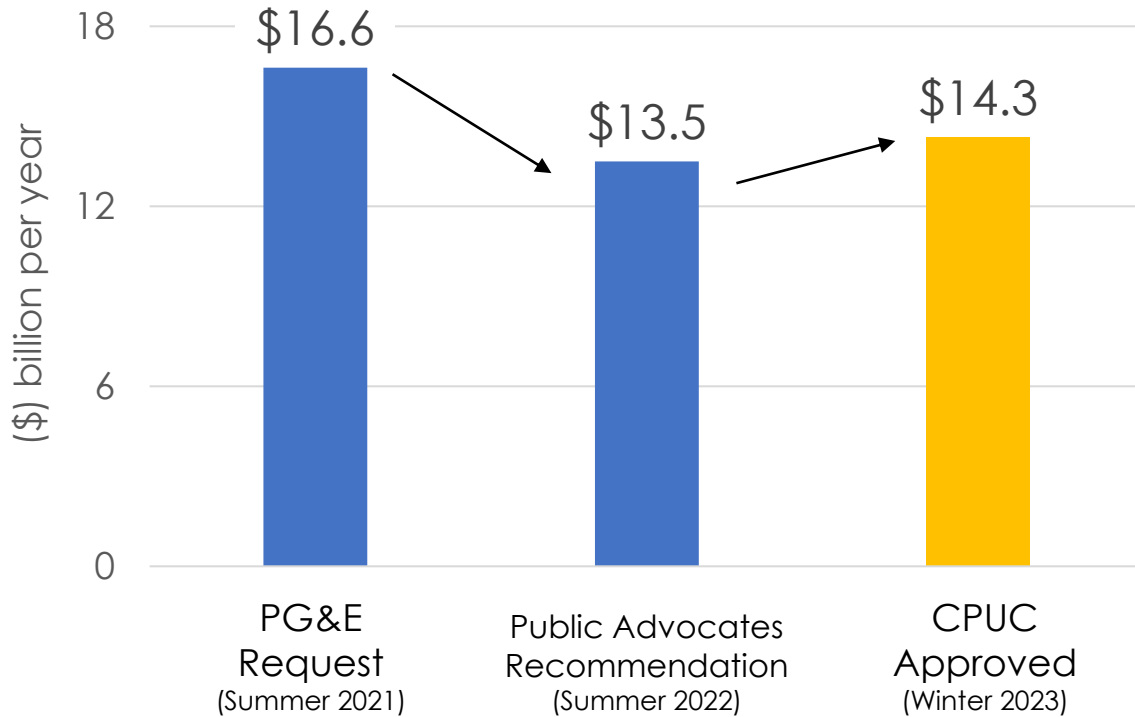 ($) billion per year
18
12
6
0
$16.6
$13.5
$14.3
PG&E
Request
(Summer 2021)
Public Advocates
Recommendation
(Summer 2022)
CPUC
Approved
(Winter 2023)